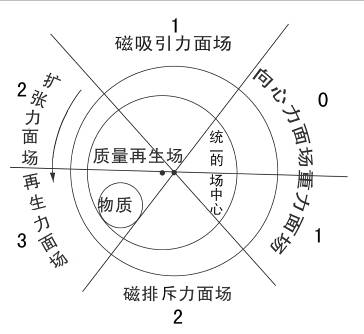 1
磁吸引力面场
2
扩张力面场
向心力面场
0
质量再生场
统一的场中心
物质
再生力面场
3
重力面场
1
磁排斥力面场
2